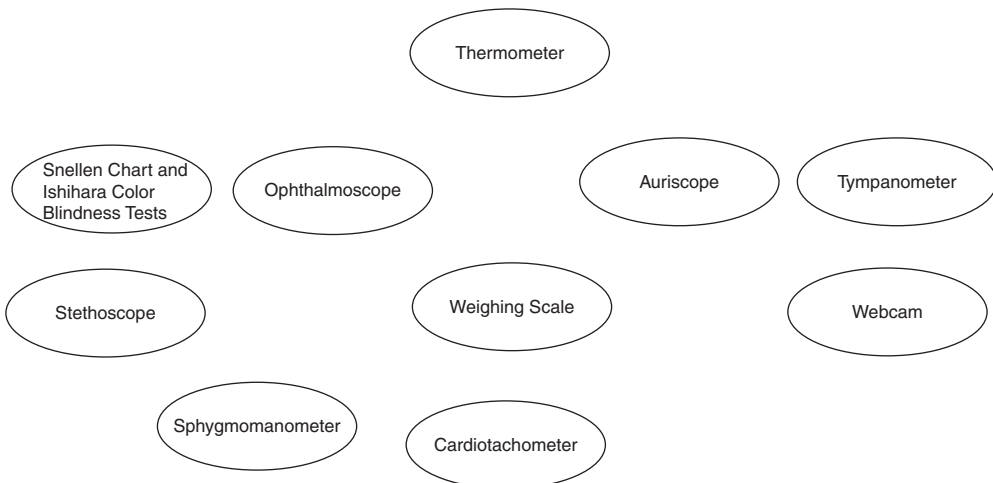 Thermometer
Snellen Chart and
Ishihara Color
Blindness Tests
Ophthalmoscope
Auriscope
Tympanometer
Stethoscope
Weighing Scale
Webcam
Sphygmomanometer
Cardiotachometer